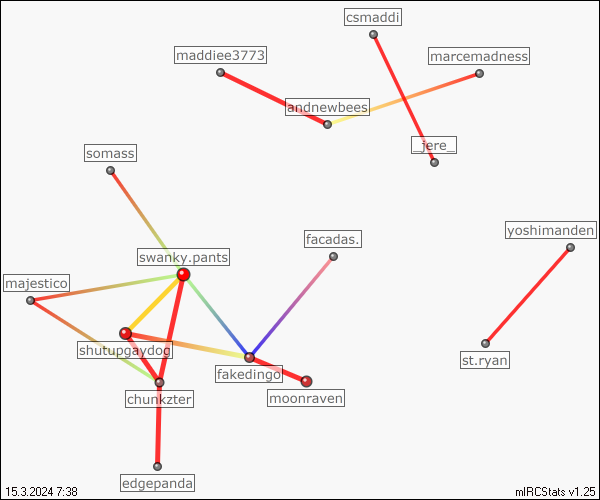 csmaddi
maddiee3773
marcemadness
andnewbees
_jere_
somass
yoshimanden
facadas.
swanky.pants
majestico
shutupgaydog
st.ryan
fakedingo
chunkzter
moonraven
edgepanda
15.3.2024 7:38
mIRCStats v1.25